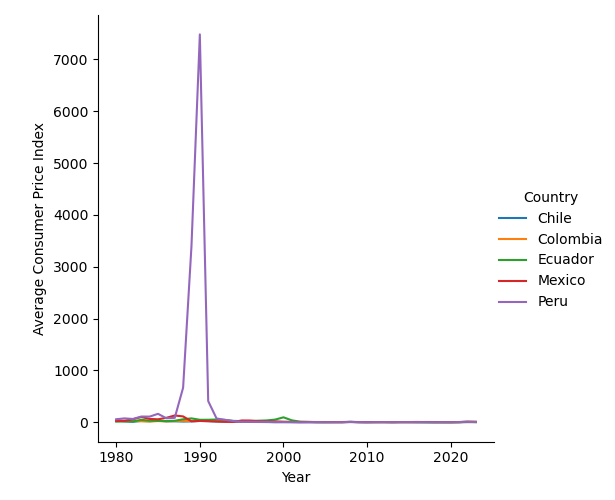 7000
6000
5000
4000
3000
2000
1000
0
Average Consumer Price Index
1980 1990 2000 2010 2020
Year
Country
Chile
Colombia
Ecuador
Mexico
Peru